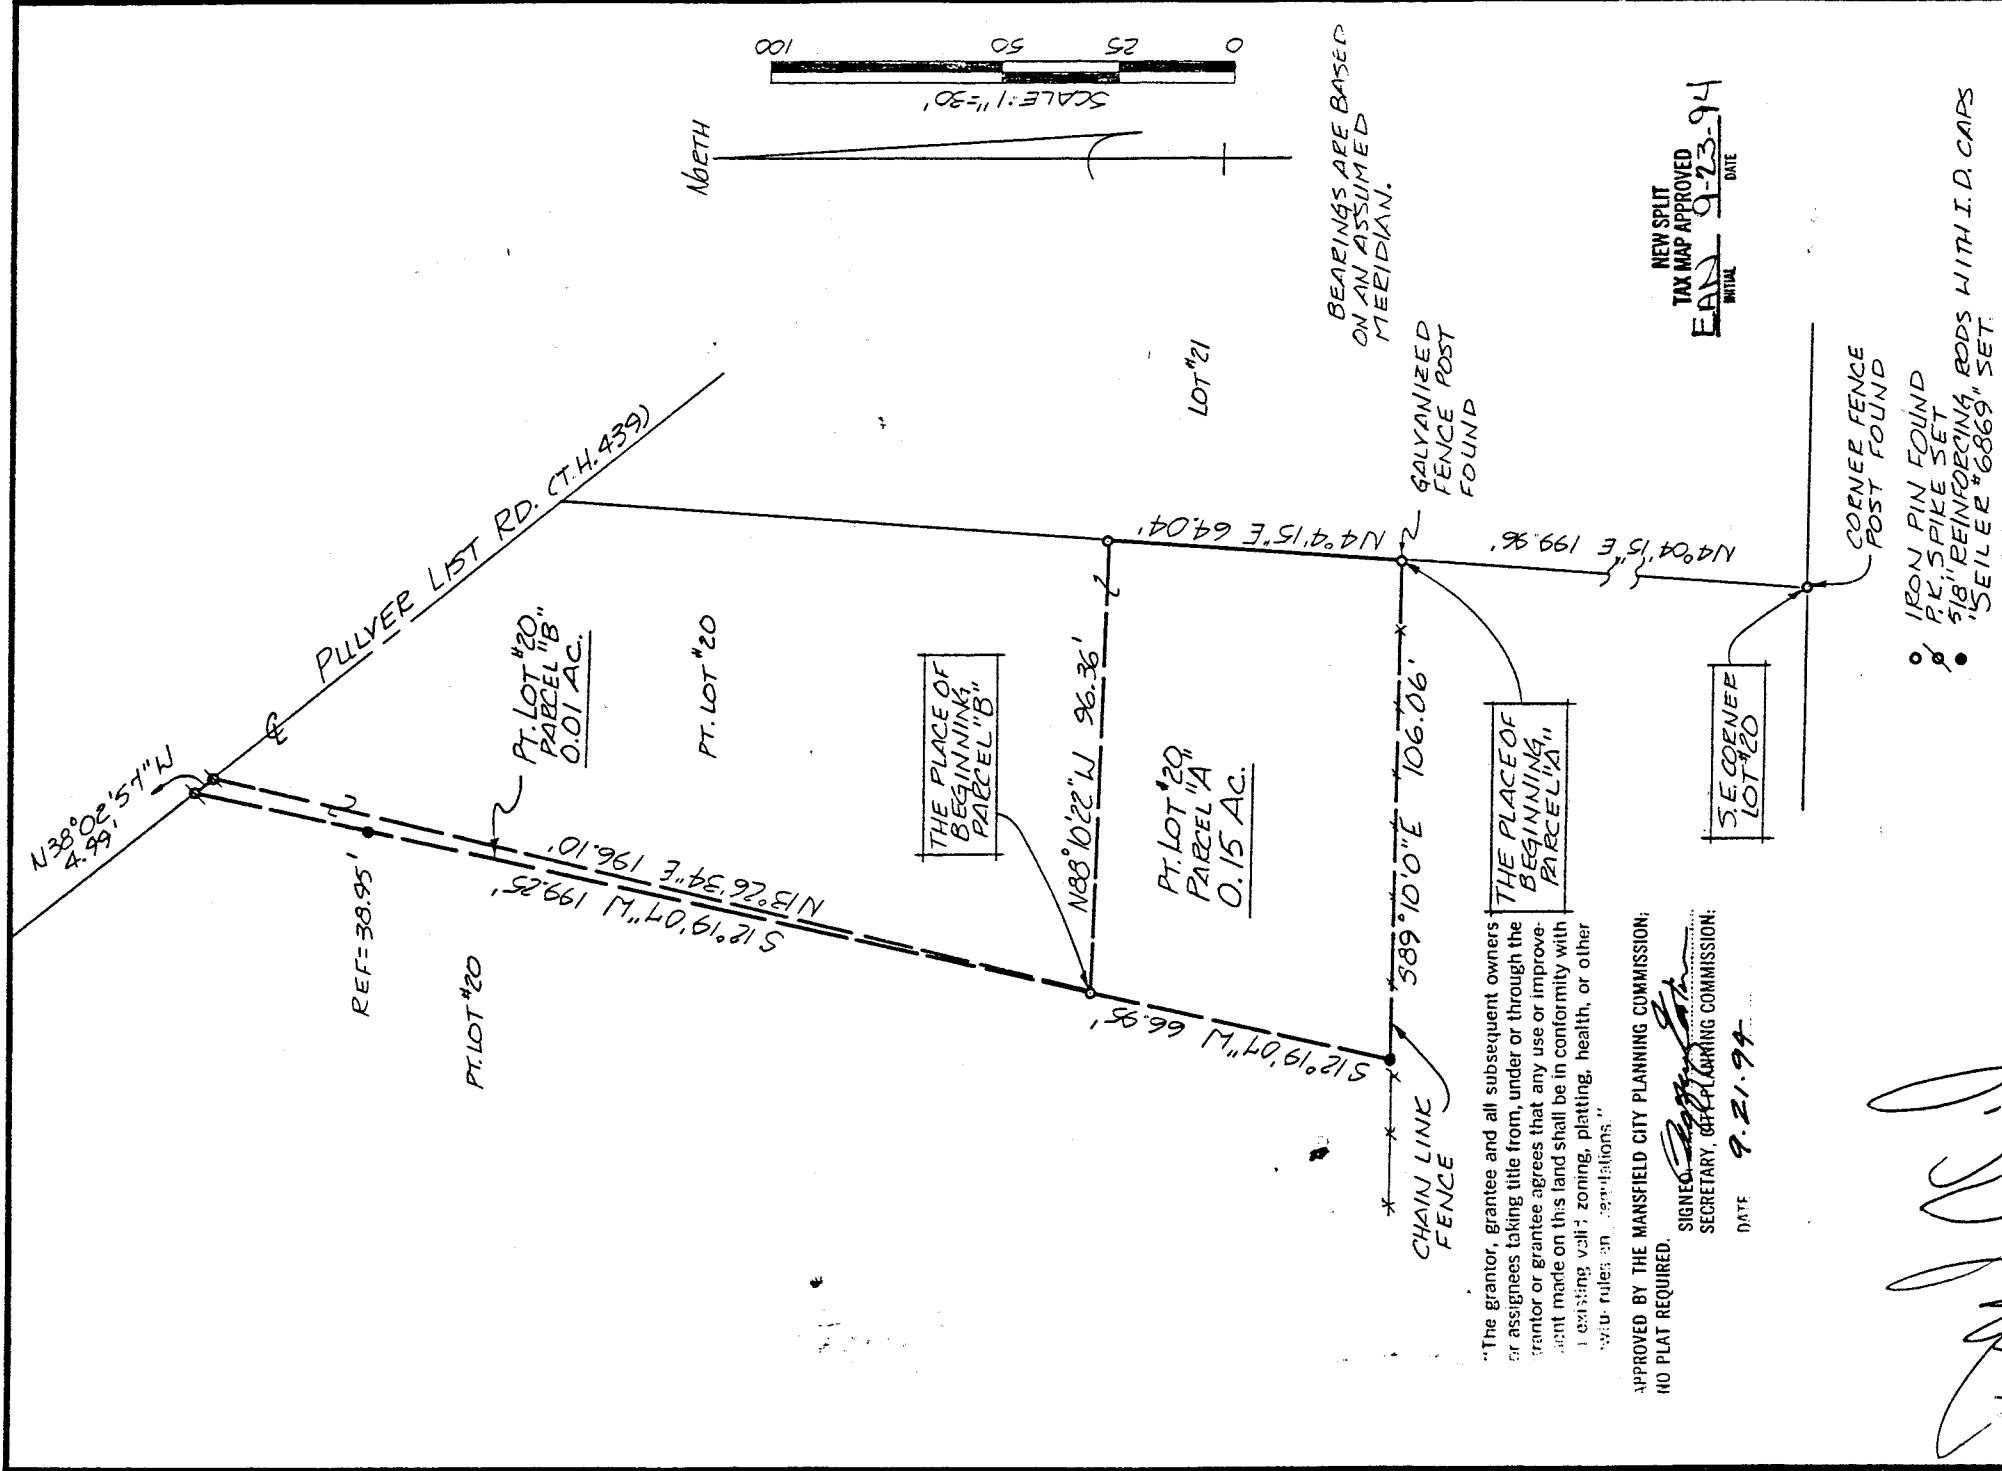 N38°02'57"W
4.99'
PULVER LIST RD. (T.H. 439)
℄
REF=38.95'
PT. LOT #20
PT. LOT #20
PARCEL "B"
0.01 AC.
PT. LOT #20
S12°19'07"W 199.25'
N13°26'34"E 196.10'
NORTH
SCALE: 1"=30'
0 25 50 100
BEARINGS ARE BASED
ON AN ASSUMED
MERIDIAN.
LOT #21
THE PLACE OF
BEGINNING
PARCEL "B"
N88°10'22"W 96.36'
N4°4'15"E 64.04'
PT. LOT #20
PARCEL "A"
0.15 AC.
S12°19'07"W 66.95'
S89°10'0"E 106.06'
CHAIN LINK
FENCE
GALVANIZED
FENCE POST
FOUND
N4°04'15"E 199.96'
THE PLACE OF
BEGINNING
PARCEL "A"
S.E. CORNER
LOT #20
CORNER FENCE
POST FOUND
IRON PIN FOUND
P.K. SPIKE SET
5/8" REINFORCING RODS WITH I.D. CAPS
"SEILER #6869" SET.
NEW SPLIT
TAX MAP APPROVED
EAN 9-23-94
INITIAL DATE
"The grantor, grantee and all subsequent owners
or assignees taking title from, under or through the
grantor or grantee agrees that any use or improve-
ment made on this land shall be in conformity with
existing valid zoning, platting, health, or other
rules regulations."
APPROVED BY THE MANSFIELD CITY PLANNING COMMISSION;
NO PLAT REQUIRED.
SIGNED
SECRETARY, CITY PLANNING COMMISSION:
DATE 9.21.94